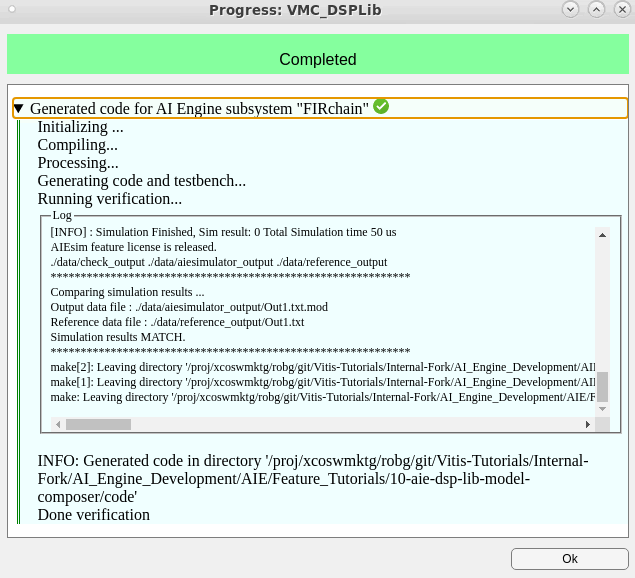 Progress: VMC_DSPLib
Completed
Generated code for AI Engine subsystem "FIRchain"
Initializing ...
Compiling...
Processing...
Generating code and testbench...
Running verification...
Log
[INFO] : Simulation Finished, Sim result: 0 Total Simulation time 50 us
AIEsim feature license is released.
./data/check_output ./data/aiesimulator_output ./data/reference_output
************************************************************
Comparing simulation results ...
Output data file : ./data/aiesimulator_output/Out1.txt.mod
Reference data file : ./data/reference_output/Out1.txt
Simulation results MATCH.
************************************************************
make[2]: Leaving directory '/proj/xcoswmktg/robg/git/Vitis-Tutorials/Internal-Fork/AI_Engine_Development/AIE
make[1]: Leaving directory '/proj/xcoswmktg/robg/git/Vitis-Tutorials/Internal-Fork/AI_Engine_Development/AIE
make: Leaving directory '/proj/xcoswmktg/robg/git/Vitis-Tutorials/Internal-Fork/AI_Engine_Development/AIE/F
INFO: Generated code in directory '/proj/xcoswmktg/robg/git/Vitis-Tutorials/Internal-
Fork/AI_Engine_Development/AIE/Feature_Tutorials/10-aie-dsp-lib-model-
composer/code'
Done verification
Ok